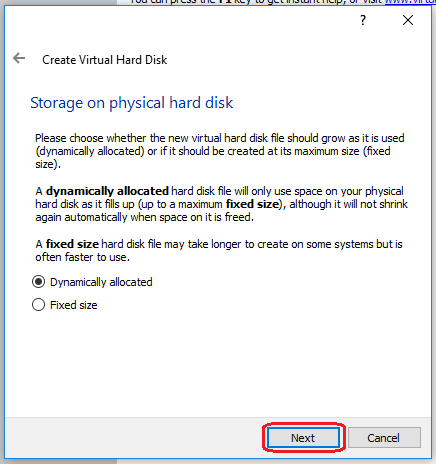 You can press the F1 key to get instant help, or visit www.virtu
?
Create Virtual Hard Disk
Storage on physical hard disk
Please choose whether the new virtual hard disk file should grow as it is used
(dynamically allocated) or if it should be created at its maximum size (fixed
size).
A dynamically allocated hard disk file will only use space on your physical
hard disk as it fills up (up to a maximum fixed size), although it will not shrink
again automatically when space on it is freed.
A fixed size hard disk file may take longer to create on some systems but is
often faster to use.
Dynamically allocated
Fixed size
Next Cancel